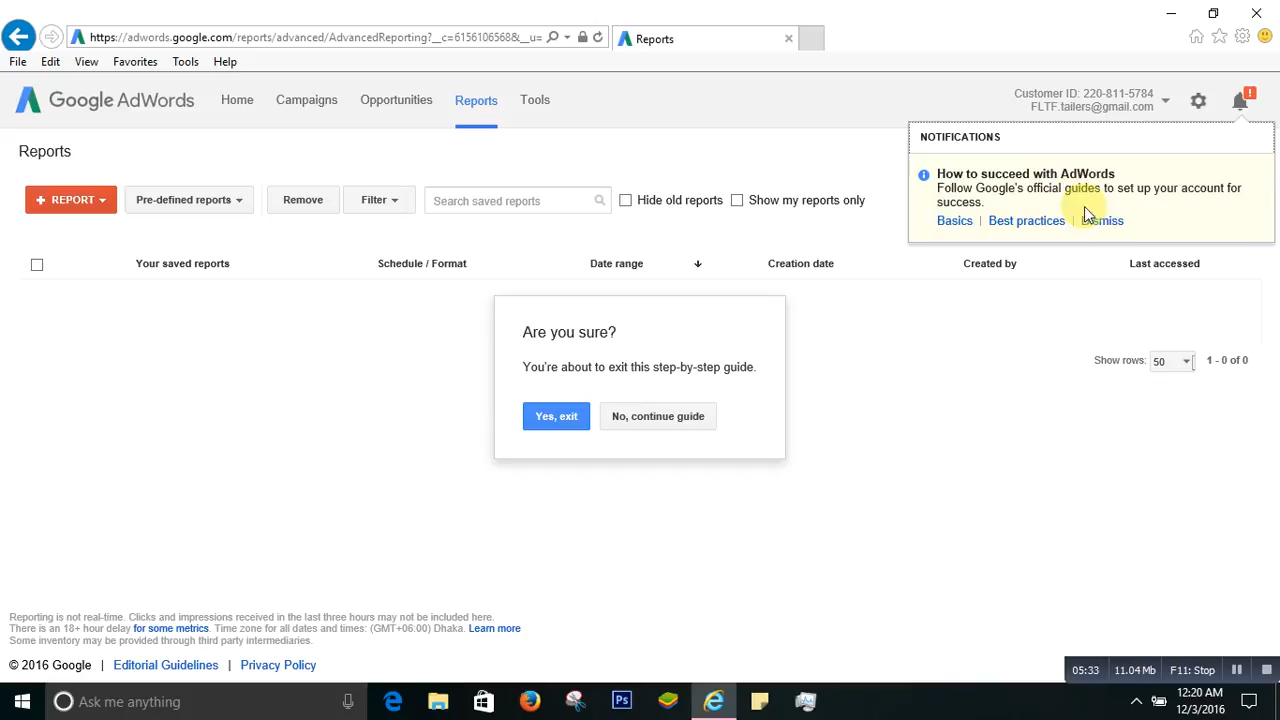 https://adwords.google.com/reports/advanced/AdvancedReporting?__c=6156106568&__u=
Reports
File Edit View Favorites Tools Help
Google AdWords Home Campaigns Opportunities Reports Tools
Customer ID: 220-811-5784
FLTF.tailers@gmail.com
!
NOTIFICATIONS
How to succeed with AdWords
Follow Google's official guides to set up your account for
success.
Basics | Best practices | Dismiss
Reports
+ REPORT Pre-defined reports Remove Filter Search saved reports Hide old reports Show my reports only
Your saved reports Schedule / Format Date range Creation date Created by Last accessed
Are you sure?
You're about to exit this step-by-step guide.
Yes, exit No, continue guide
Show rows: 50 1 - 0 of 0
Reporting is not real-time. Clicks and impressions received in the last three hours may not be included here.
There is an 18+ hour delay for some metrics. Time zone for all dates and times: (GMT+06:00) Dhaka. Learn more
Some inventory may be provided through third party intermediaries.
© 2016 Google | Editorial Guidelines | Privacy Policy
05:33 11.04 Mb F11: Stop
Ask me anything
Ps
12:20 AM
12/3/2016